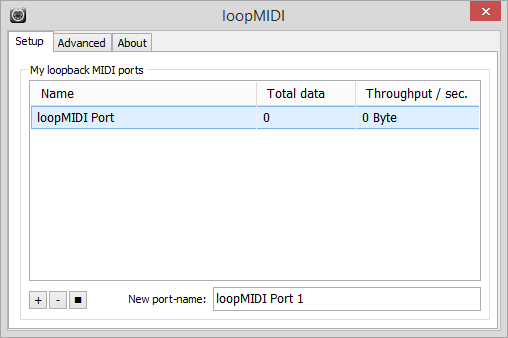 loopMIDI
Setup Advanced About
My loopback MIDI ports
Name Total data Throughput / sec.
loopMIDI Port 0 0 Byte
+ - New port-name: loopMIDI Port 1